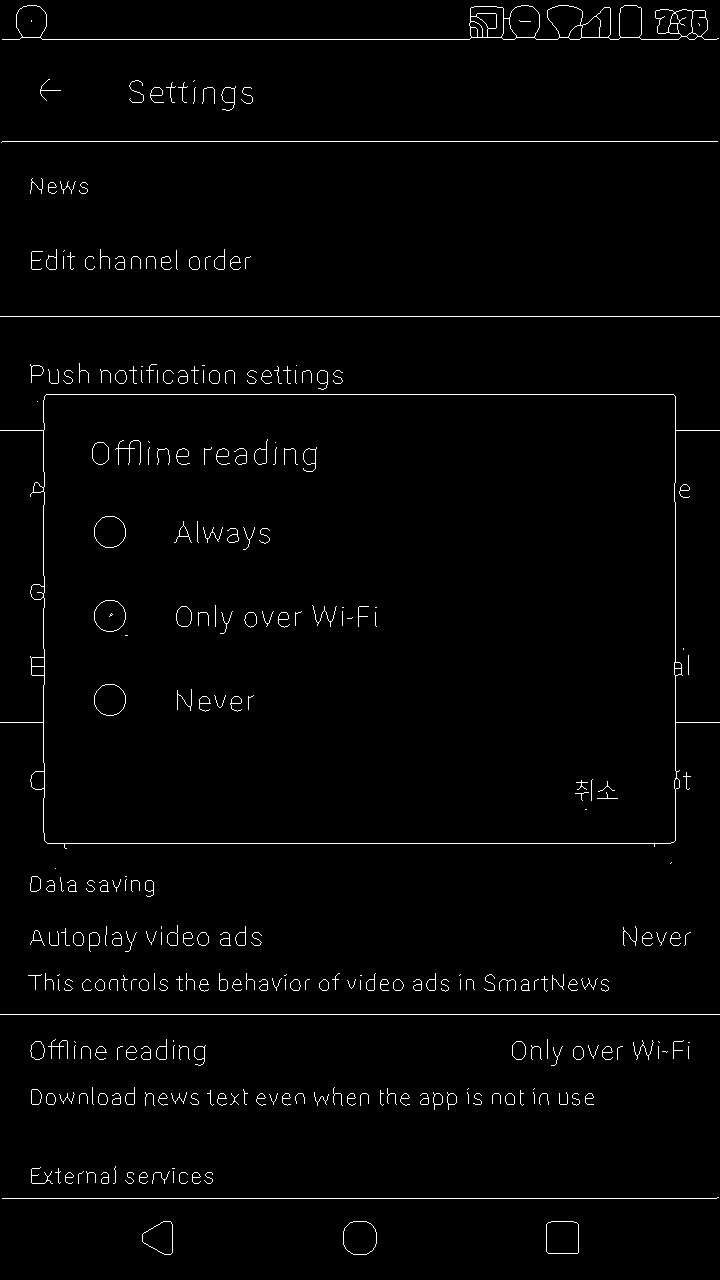 Settings
News
Edit channel order
Push notification settings
Offline reading
e
Always
G
Only over Wi-Fi
E
al
Never
취소
Data saving
Autoplay video ads Never
This controls the behavior of video ads in SmartNews
Offline reading Only over Wi-Fi
Download news text even when the app is not in use
External services